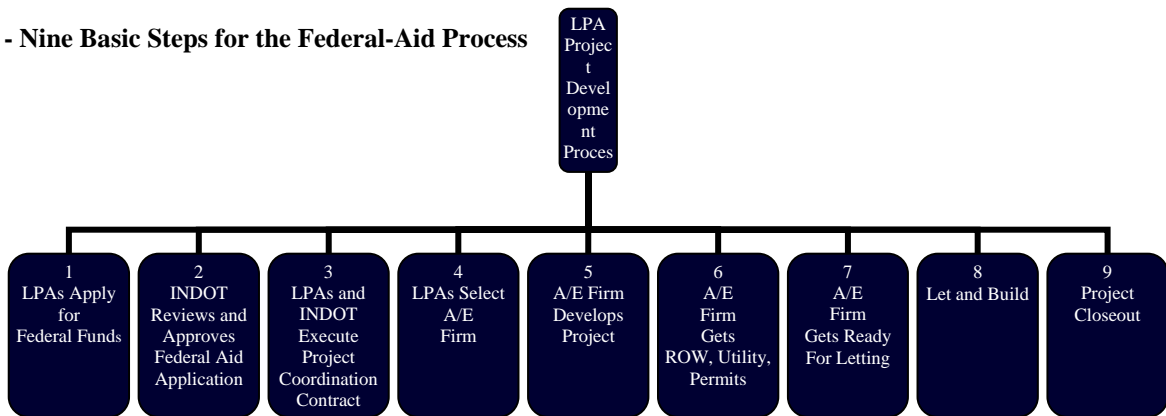 - Nine Basic Steps for the Federal-Aid Process
LPA
Projec
t
Devel
opme
nt
Proces
1
LPAs Apply
for
Federal Funds
2
INDOT
Reviews and
Approves
Federal Aid
Application
3
LPAs and
INDOT
Execute
Project
Coordination
Contract
4
LPAs Select
A/E
Firm
5
A/E Firm
Develops
Project
6
A/E
Firm
Gets
ROW, Utility,
Permits
7
A/E
Firm
Gets Ready
For Letting
8
Let and Build
9
Project
Closeout